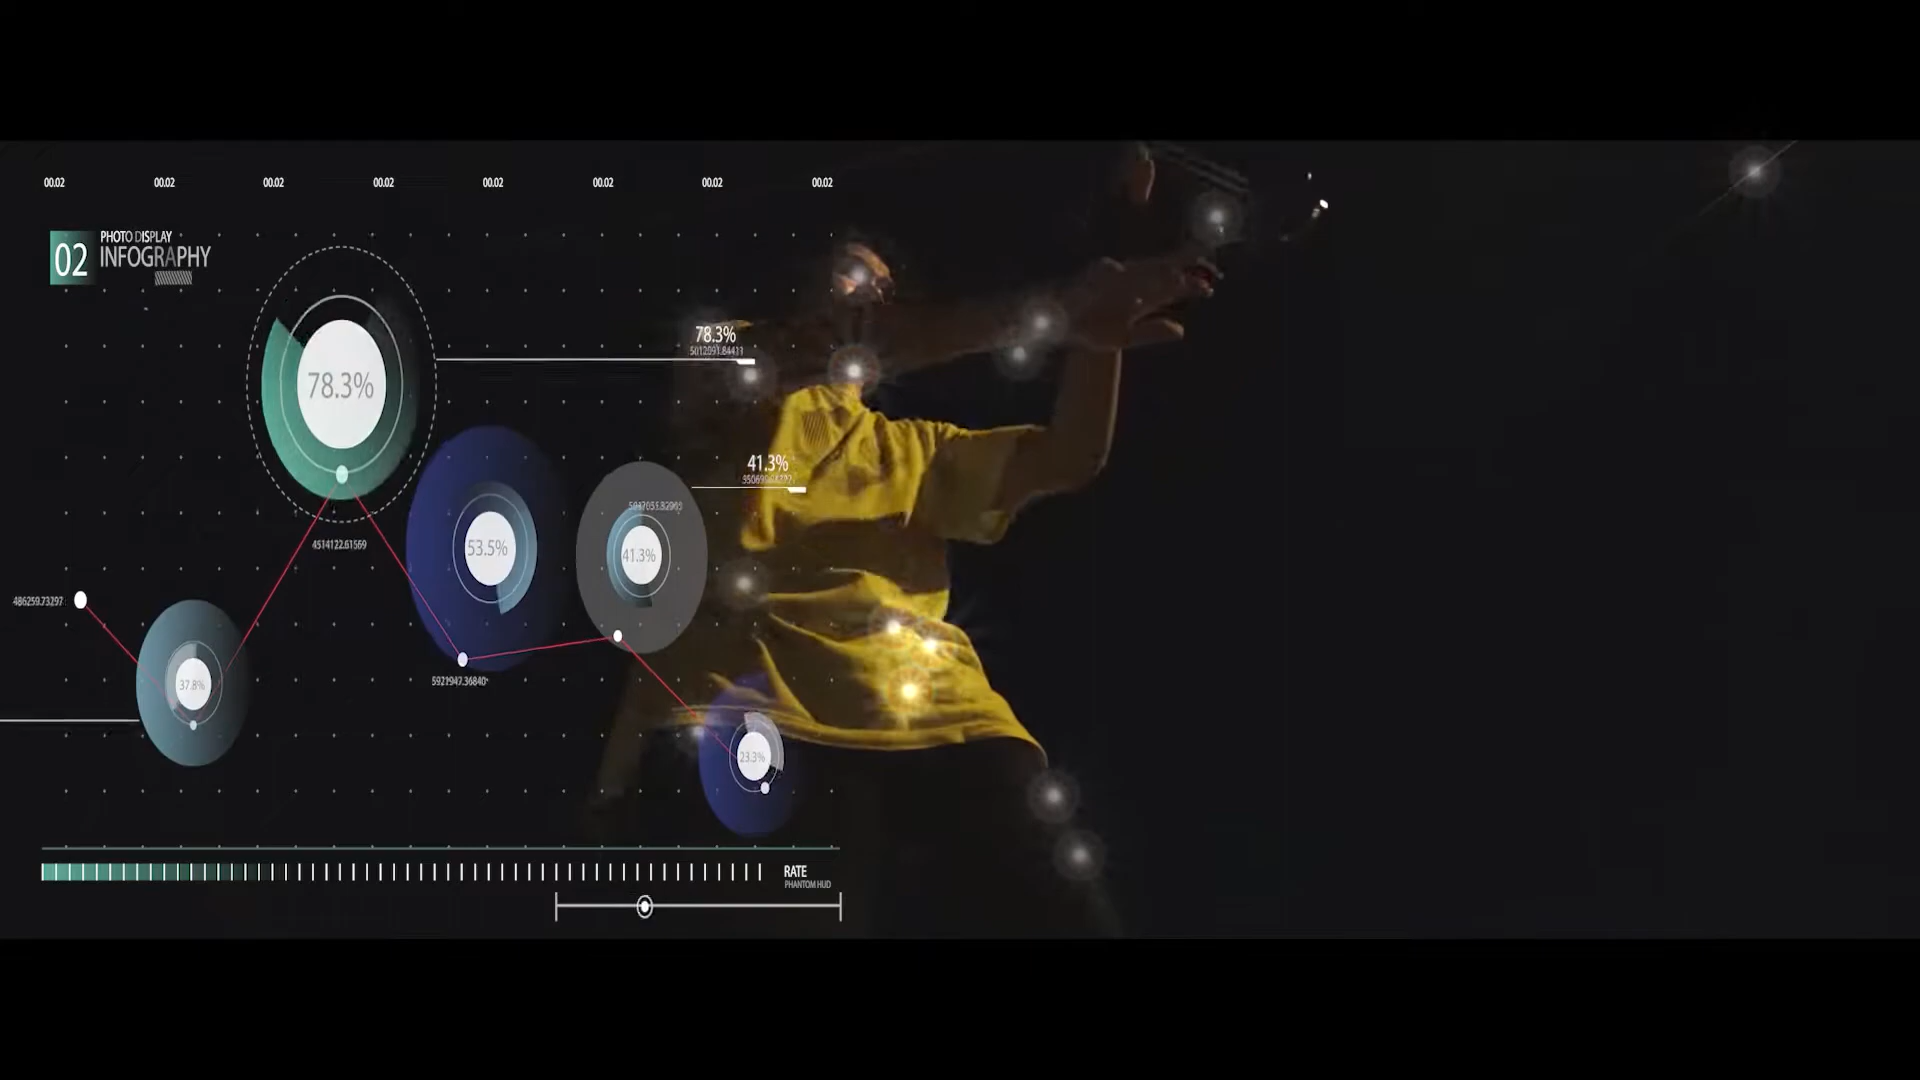 00.02 00.02 00.02 00.02 00.02 00.02 00.02 00.02
02
PHOTO DISPLAY
INFOGRAPHY
78.3%
78.3%
41.3%
53.5%
41.3%
4514122.61569
486259.73297
5921947.36840
37.8%
23.3%
RATE
PHANTOM HUD